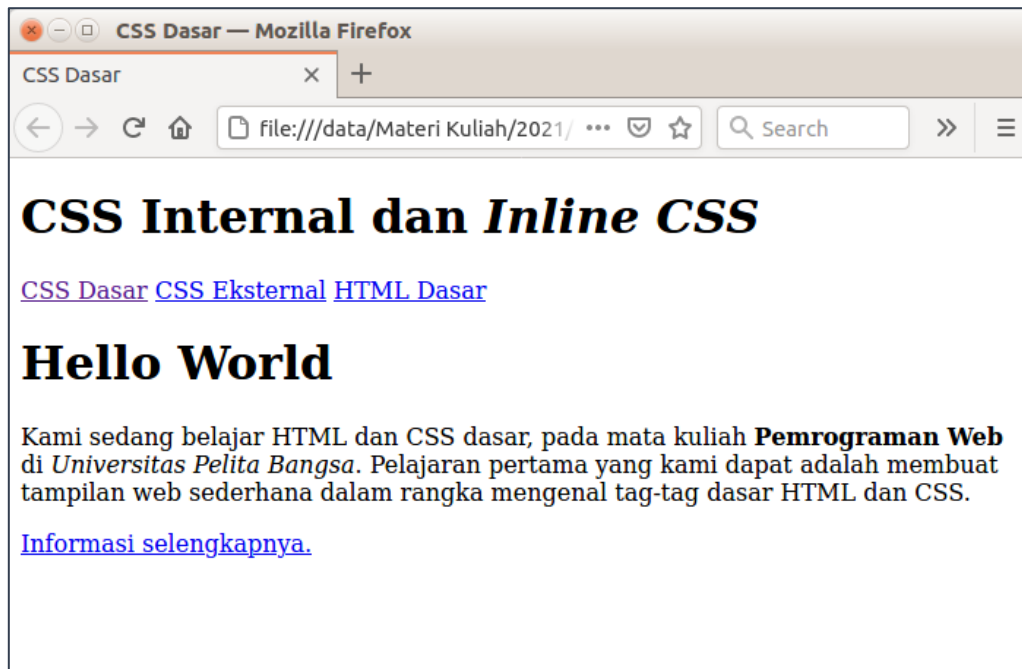 CSS Dasar — Mozilla Firefox
CSS Dasar
file:///data/Materi Kuliah/2021/
Search
CSS Internal dan Inline CSS
CSS Dasar CSS Eksternal HTML Dasar
Hello World
Kami sedang belajar HTML dan CSS dasar, pada mata kuliah Pemrograman Web
di Universitas Pelita Bangsa. Pelajaran pertama yang kami dapat adalah membuat
tampilan web sederhana dalam rangka mengenal tag-tag dasar HTML dan CSS.
Informasi selengkapnya.